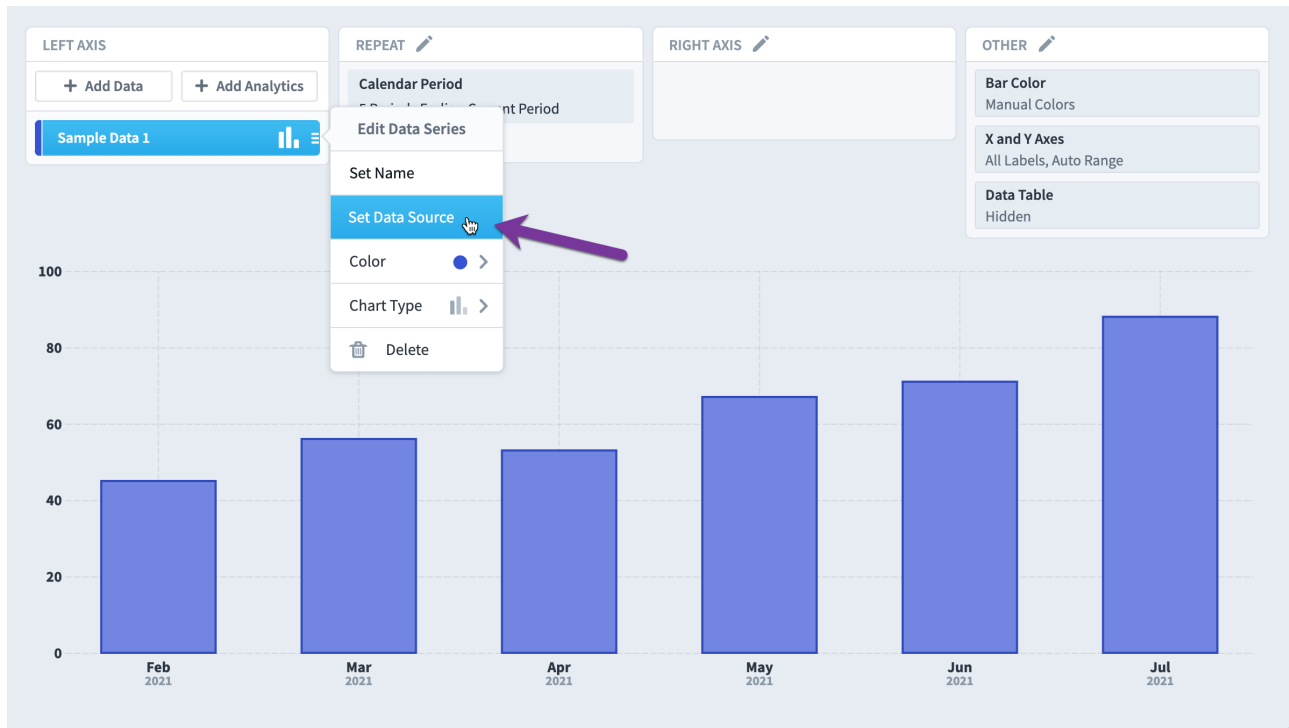 LEFT AXIS
+ Add Data
+ Add Analytics
Sample Data 1
REPEAT
Calendar Period
nt Period
Edit Data Series
Set Name
Set Data Source
Color
Chart Type
Delete
RIGHT AXIS
OTHER
Bar Color
Manual Colors
X and Y Axes
All Labels, Auto Range
Data Table
Hidden
100
80
60
40
20
0
Feb
2021
Mar
2021
Apr
2021
May
2021
Jun
2021
Jul
2021